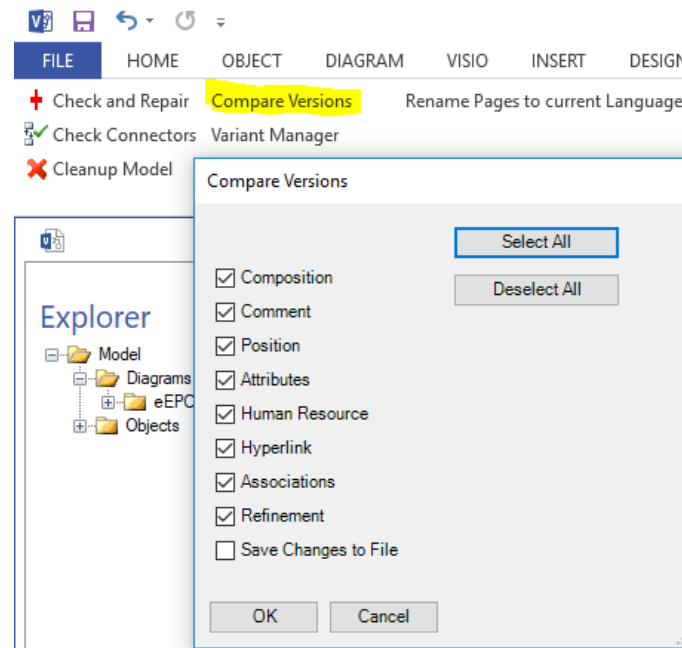 FILE HOME OBJECT DIAGRAM VISIO INSERT DESIGN
Check and Repair Compare Versions Rename Pages to current Language
Check Connectors Variant Manager
Cleanup Model
Compare Versions
Select All
Deselect All
Composition
Comment
Position
Attributes
Human Resource
Hyperlink
Associations
Refinement
Save Changes to File
OK Cancel
Explorer
Model
Diagrams
eEPC
Objects